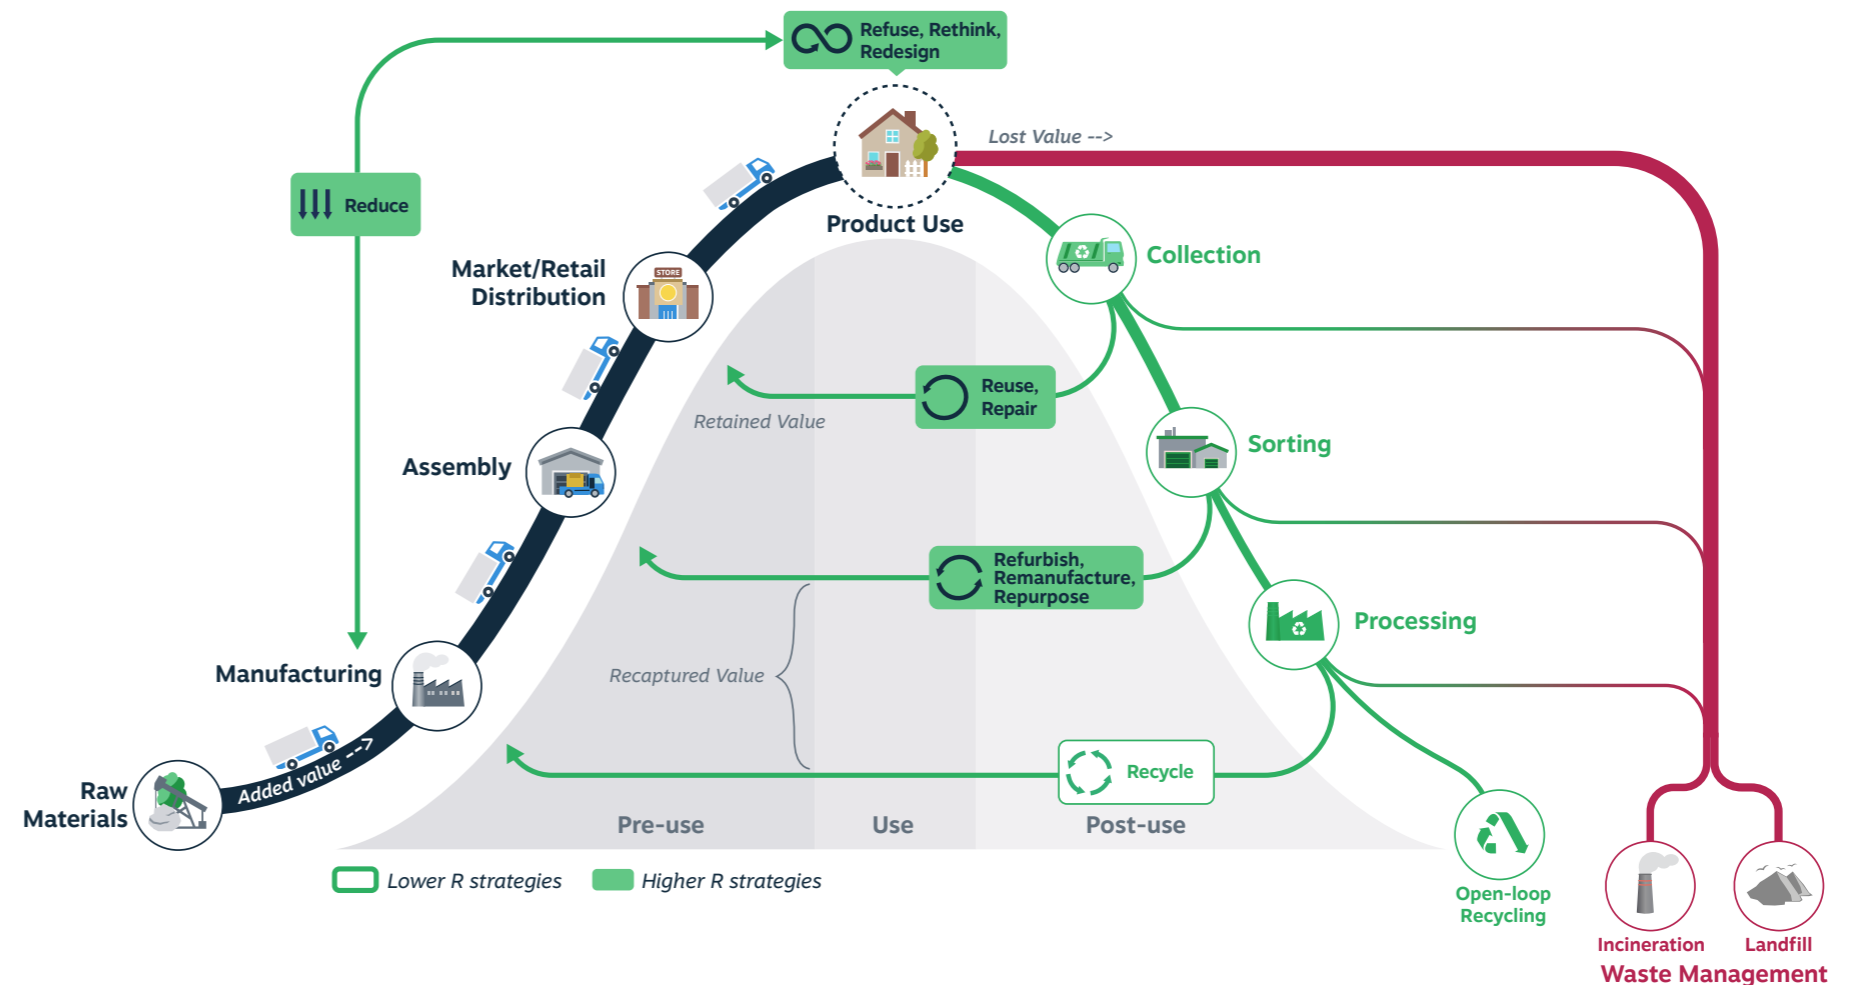 Refuse, Rethink,
Redesign
Lost Value -->
Reduce
Product Use
Market/Retail
Distribution
STORE
Collection
Reuse,
Repair
Retained Value
Sorting
Assembly
Refurbish,
Remanufacture,
Repurpose
Processing
Recaptured Value
Manufacturing
Added value -->
Recycle
Raw
Materials
Pre-use
Use
Post-use
Lower R strategies
Higher R strategies
Open-loop
Recycling
Incineration
Landfill
Waste Management